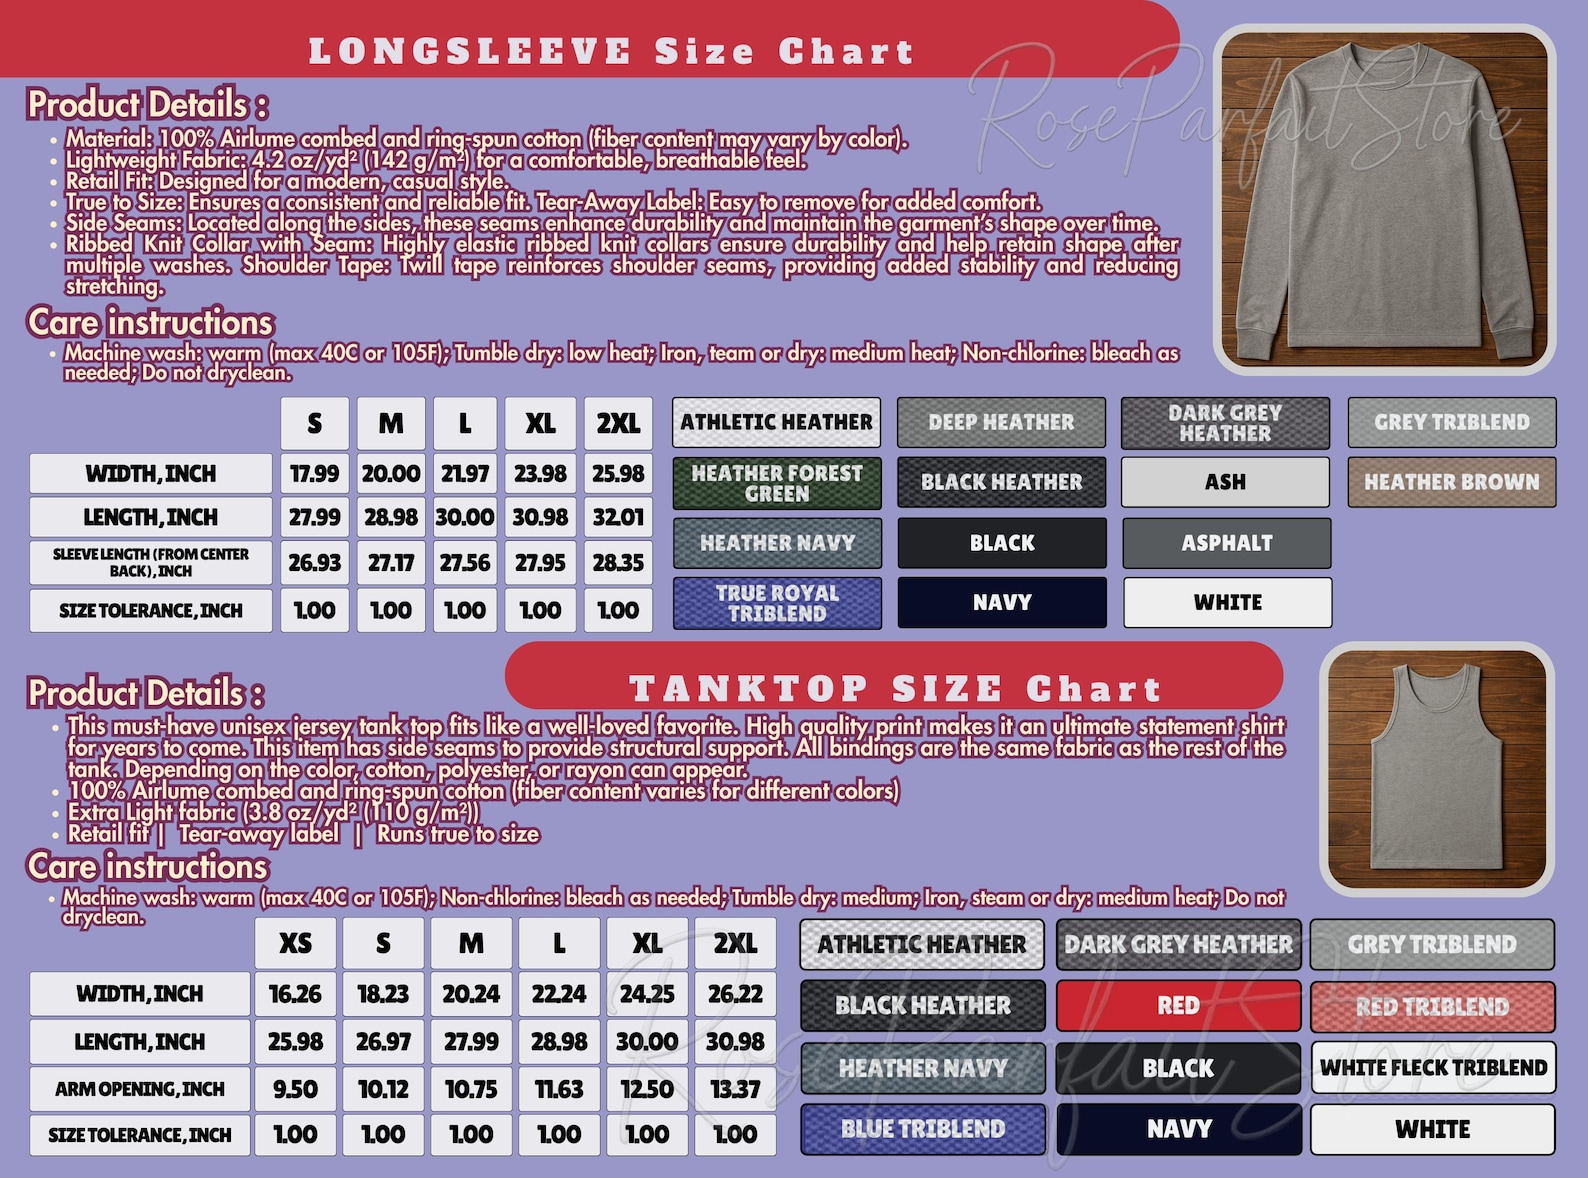 LONGSLEEVE Size Chart
RoseParfaitStore
Product Details :
• Material: 100% Airlume combed and ring-spun cotton (fiber content may vary by color).
• Lightweight Fabric: 4.2 oz/yd² (142 g/m²) for a comfortable, breathable feel.
• Retail Fit: Designed for a modern, casual style.
• True to Size: Ensures a consistent and reliable fit. Tear-Away Label: Easy to remove for added comfort.
• Side Seams: Located along the sides, these seams enhance durability and maintain the garment's shape over time.
• Ribbed Knit Collar with Seam: Highly elastic ribbed knit collars ensure durability and help retain shape after
multiple washes. Shoulder Tape: Twill tape reinforces shoulder seams, providing added stability and reducing
stretching.
Care instructions
• Machine wash: warm (max 40C or 105F); Tumble dry: low heat; Iron, team or dry: medium heat; Non-chlorine: bleach as
needed; Do not dryclean.
S M L XL 2XL
WIDTH, INCH 17.99 20.00 21.97 23.98 25.98
LENGTH, INCH 27.99 28.98 30.00 30.98 32.01
SLEEVE LENGTH (FROM CENTER
BACK), INCH 26.93 27.17 27.56 27.95 28.35
SIZE TOLERANCE, INCH 1.00 1.00 1.00 1.00 1.00
ATHLETIC HEATHER
DEEP HEATHER
DARK GREY
HEATHER
GREY TRIBLEND
HEATHER FOREST
GREEN
BLACK HEATHER
ASH
HEATHER BROWN
HEATHER NAVY
BLACK
ASPHALT
TRUE ROYAL
TRIBLEND
NAVY
WHITE
TANKTOP SIZE Chart
Product Details :
• This must-have unisex jersey tank top fits like a well-loved favorite. High quality print makes it an ultimate statement shirt
for years to come. This item has side seams to provide structural support. All bindings are the same fabric as the rest of the
tank. Depending on the color, cotton, polyester, or rayon can appear.
• 100% Airlume combed and ring-spun cotton (fiber content varies for different colors)
• Extra Light fabric (3.8 oz/yd² (110 g/m²))
• Retail fit | Tear-away label | Runs true to size
Care instructions
• Machine wash: warm (max 40C or 105F); Non-chlorine: bleach as needed; Tumble dry: medium; Iron, steam or dry: medium heat; Do not
dryclean.
XS S M L XL 2XL
WIDTH, INCH 16.26 18.23 20.24 22.24 24.25 26.22
LENGTH, INCH 25.98 26.97 27.99 28.98 30.00 30.98
ARM OPENING, INCH 9.50 10.12 10.75 11.63 12.50 13.37
SIZE TOLERANCE, INCH 1.00 1.00 1.00 1.00 1.00 1.00
ATHLETIC HEATHER
DARK GREY HEATHER
GREY TRIBLEND
BLACK HEATHER
RED
RED TRIBLEND
HEATHER NAVY
BLACK
WHITE FLECK TRIBLEND
BLUE TRIBLEND
NAVY
WHITE
RoseParfaitStore